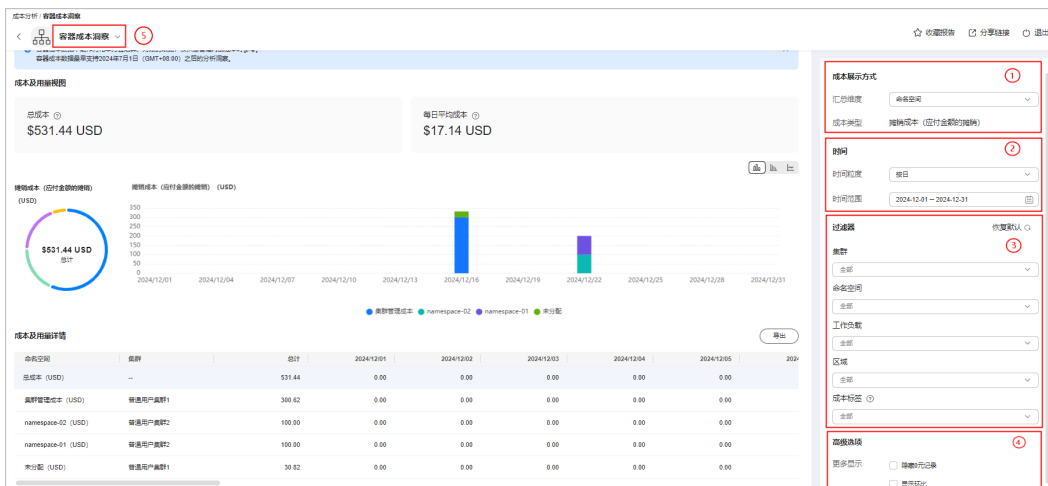 成本分析 / 容器成本洞察
容器成本洞察
5
收藏报告
分享链接
退出
容器成本数据最早支持2024年7月1日（GMT+08:00）之后的分析洞察。
成本及用量视图
总成本
$531.44 USD
每日平均成本
$17.14 USD
摊销成本（应付金额的摊销）
(USD)
$531.44 USD
总计
摊销成本（应付金额的摊销）（USD）
350
300
250
200
150
100
50
0
2024/12/01
2024/12/04
2024/12/07
2024/12/10
2024/12/13
2024/12/16
2024/12/19
2024/12/22
2024/12/25
2024/12/28
2024/12/31
集群管理成本
namespace-02
namespace-01
未分配
成本及用量详情
导出
命名空间 集群 总计 2024/12/01 2024/12/02 2024/12/03 2024/12/04 2024/12/05 2024
总成本（USD） -- 531.44 0.00 0.00 0.00 0.00 0.00
集群管理成本（USD） 普通用户集群1 300.62 0.00 0.00 0.00 0.00 0.00
namespace-02（USD） 普通用户集群2 100.00 0.00 0.00 0.00 0.00 0.00
namespace-01（USD） 普通用户集群2 100.00 0.00 0.00 0.00 0.00 0.00
未分配（USD） 普通用户集群1 30.82 0.00 0.00 0.00 0.00 0.00
成本展示方式
1
汇总维度 命名空间
成本类型 摊销成本（应付金额的摊销）
时间
2
时间粒度 按日
时间范围 2024-12-01 – 2024-12-31
过滤器
恢复默认
3
集群
全部
命名空间
全部
工作负载
全部
区域
全部
成本标签
全部
高级选项
4
更多显示 隐藏0元记录
显示环比